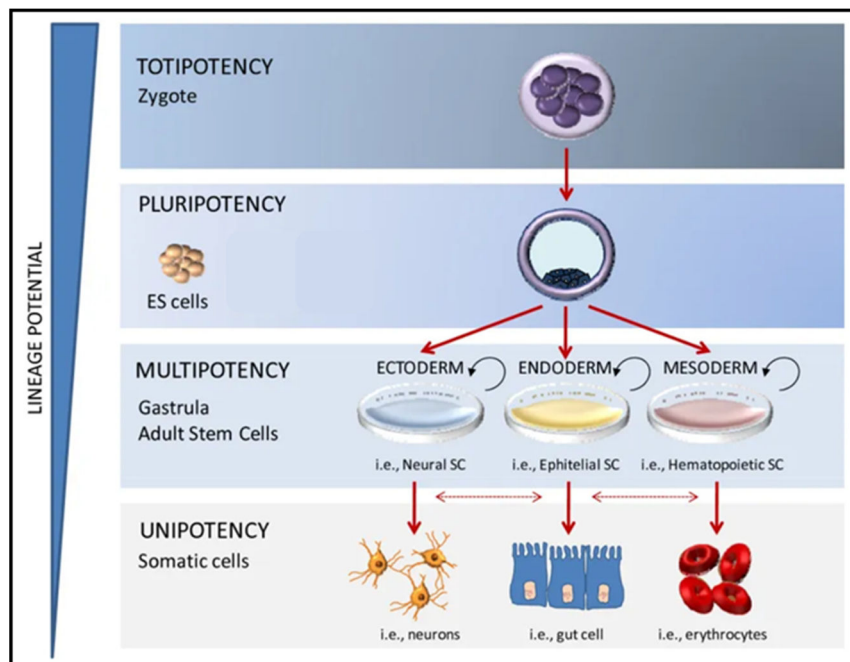 LINEAGE POTENTIAL
TOTIPOTENCY
Zygote
PLURIPOTENCY
ES cells
MULTIPOTENCY
Gastrula
Adult Stem Cells
ECTODERM
ENDODERM
MESODERM
i.e., Neural SC
i.e., Ephitelial SC
i.e., Hematopoietic SC
UNIPOTENCY
Somatic cells
i.e., neurons
i.e., gut cell
i.e., erythrocytes